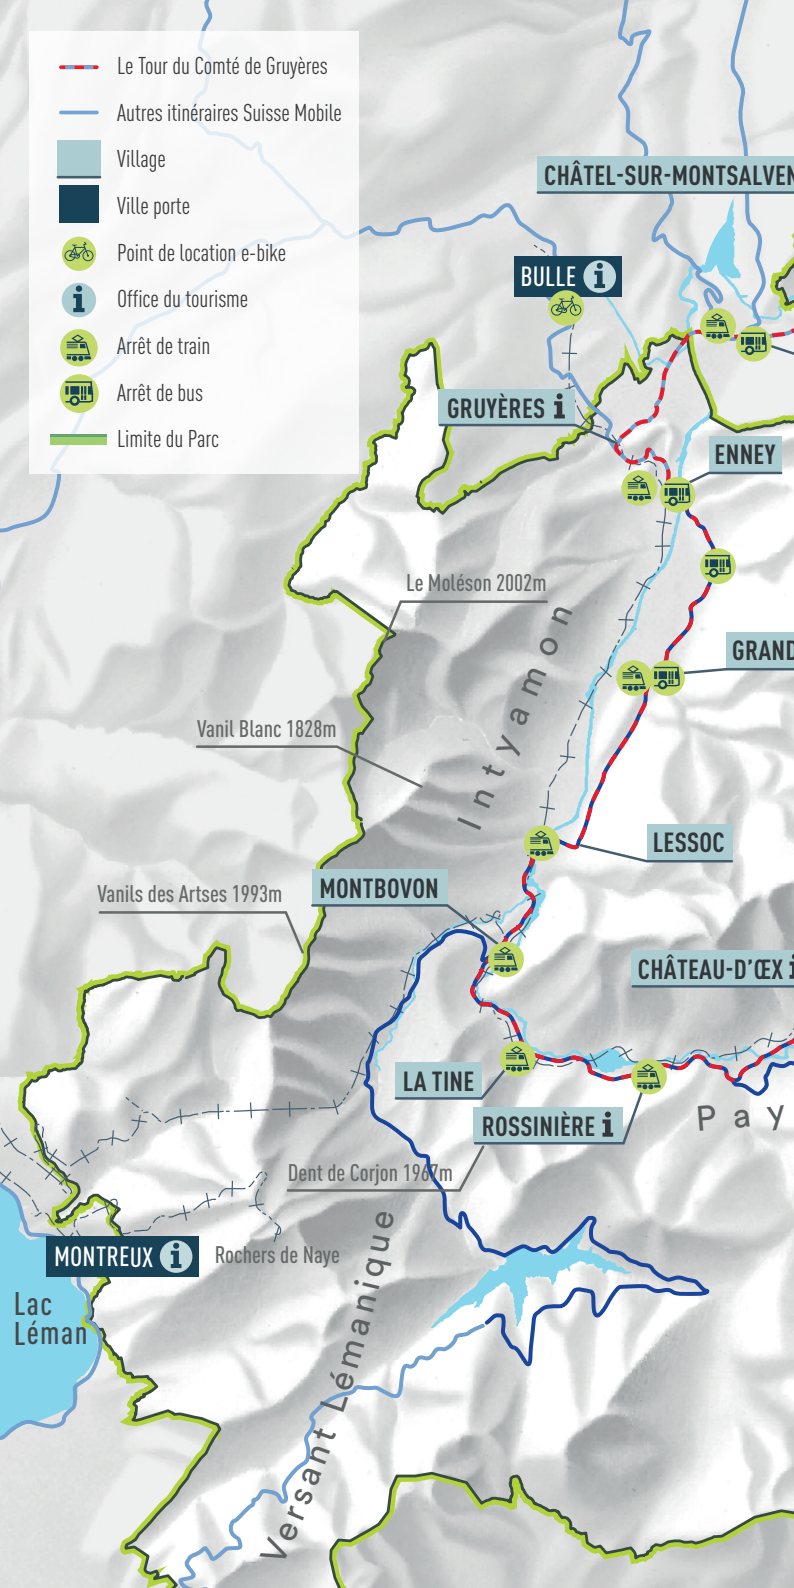 Le Tour du Comté de Gruyères
Autres itinéraires Suisse Mobile
Village
Ville porte
Point de location e-bike
Office du tourisme
Arrêt de train
Arrêt de bus
Limite du Parc
CHÂTEL-SUR-MONTSALVEN
BULLE i
GRUYÈRES i
ENNEY
Le Moléson 2002m
Intyamon
GRAND
Vanil Blanc 1828m
LESSOC
MONTBOVON
Vanils des Artses 1993m
CHÂTEAU-D'ŒX i
LA TINE
ROSSINIÈRE i
Pay
Dent de Corjon 1967m
MONTREUX i
Rochers de Naye
Lac
Léman
Versant Lémanique